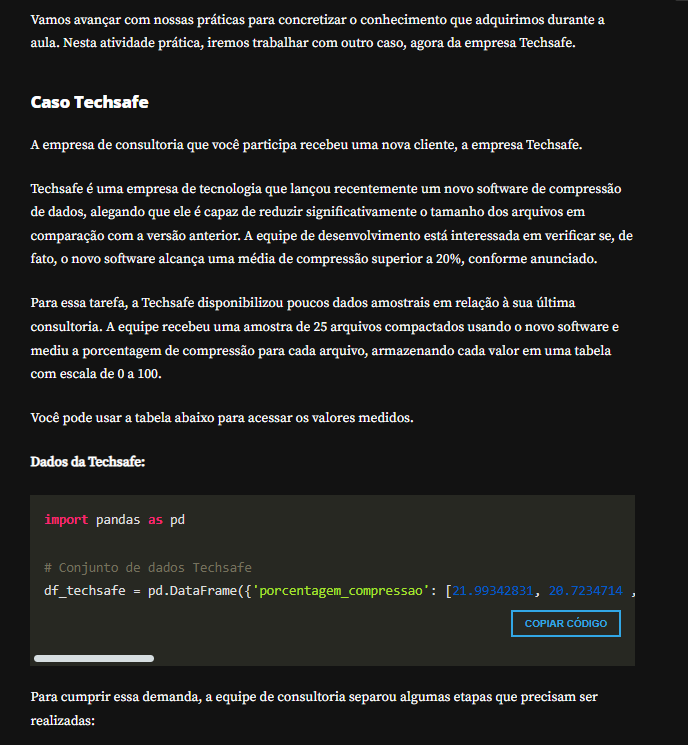 Vamos avançar com nossas práticas para concretizar o conhecimento que adquirimos durante a
aula. Nesta atividade prática, iremos trabalhar com outro caso, agora da empresa Techsafe.
Caso Techsafe
A empresa de consultoria que você participa recebeu uma nova cliente, a empresa Techsafe.
Techsafe é uma empresa de tecnologia que lançou recentemente um novo software de compressão
de dados, alegando que ele é capaz de reduzir significativamente o tamanho dos arquivos em
comparação com a versão anterior. A equipe de desenvolvimento está interessada em verificar se, de
fato, o novo software alcança uma média de compressão superior a 20%, conforme anunciado.
Para essa tarefa, a Techsafe disponibilizou poucos dados amostrais em relação à sua última
consultoria. A equipe recebeu uma amostra de 25 arquivos compactados usando o novo software e
mediu a porcentagem de compressão para cada arquivo, armazenando cada valor em uma tabela
com escala de 0 a 100.
Você pode usar a tabela abaixo para acessar os valores medidos.
Dados da Techsafe:
import pandas as pd
# Conjunto de dados Techsafe
df_techsafe = pd.DataFrame({'porcentagem_compressao': [21.99342831, 20.7234714 ,
COPIAR CÓDIGO
Para cumprir essa demanda, a equipe de consultoria separou algumas etapas que precisam ser
realizadas: